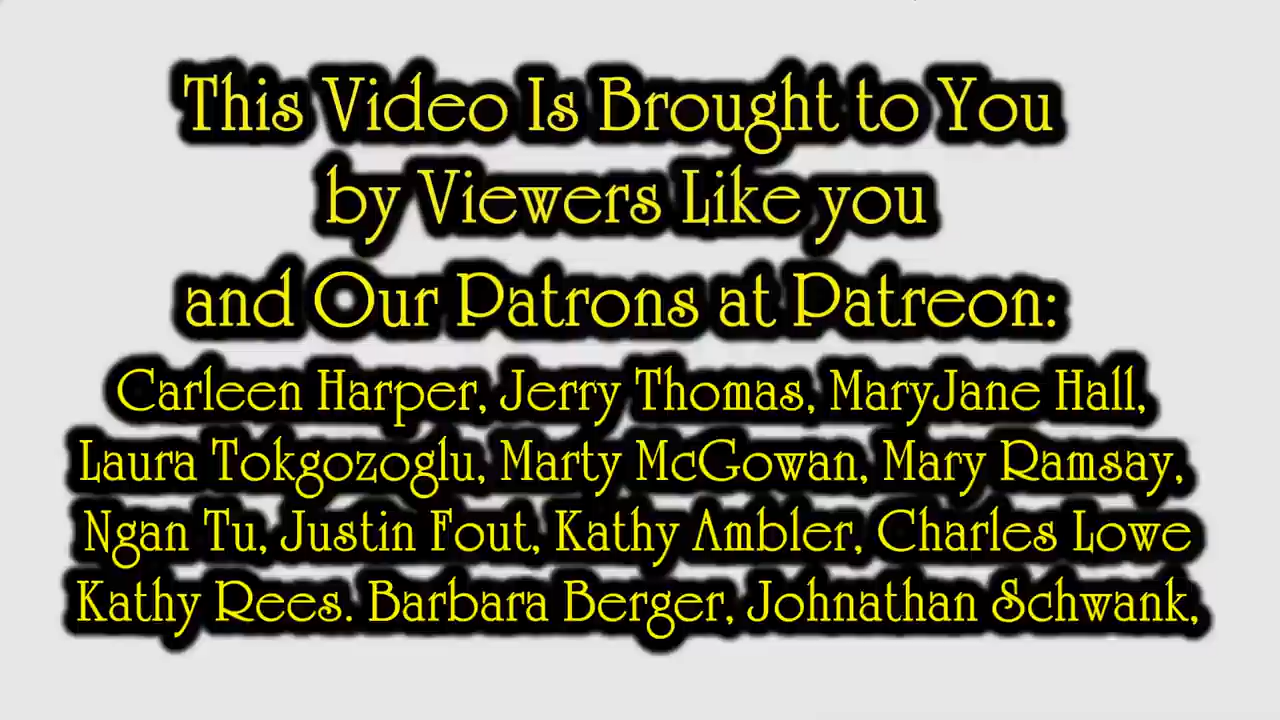 This Video Is Brought to You
by Viewers Like you
and Our Patrons at Patreon:
Carleen Harper, Jerry Thomas, MaryJane Hall,
Laura Tokgozoglu, Marty McGowan, Mary Ramsay,
Ngan Tu, Justin Fout, Kathy Ambler, Charles Lowe
Kathy Rees. Barbara Berger, Johnathan Schwank,